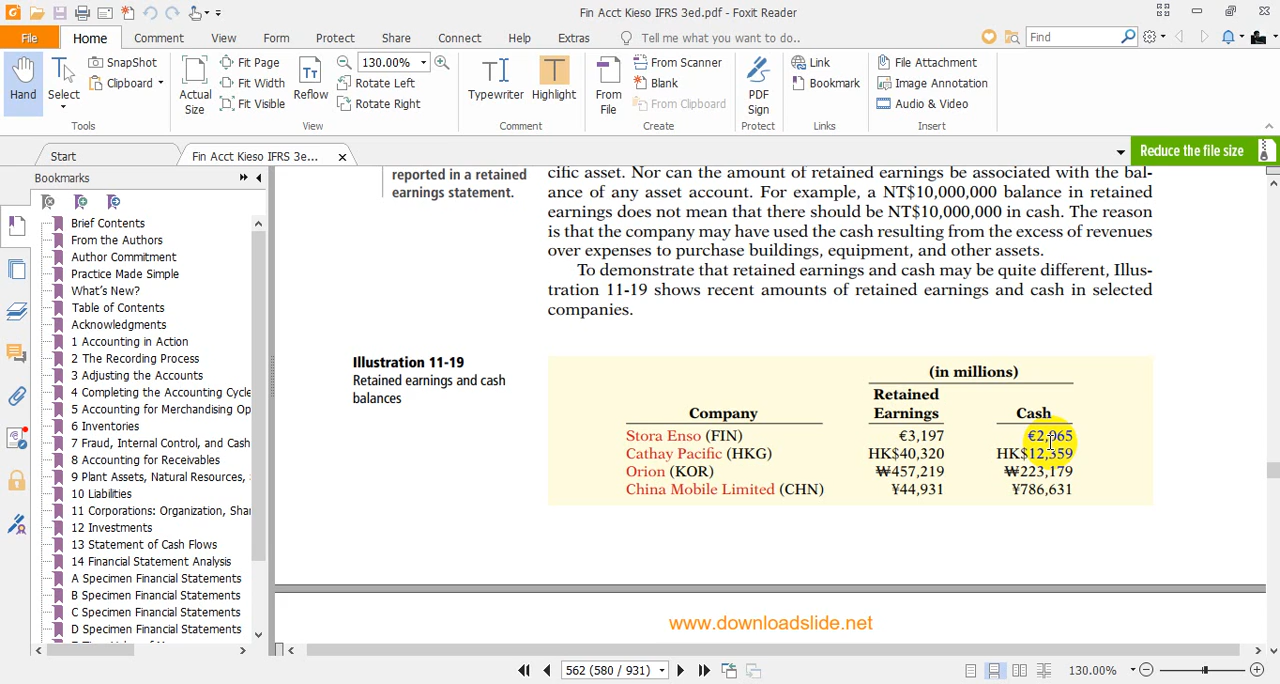 Fin Acct Kieso IFRS 3ed.pdf - Foxit Reader
File Home Comment View Form Protect Share Connect Help Extras Tell me what you want to do.. Find
Hand
Select
SnapShot
Clipboard
Tools
Actual Size
Fit Page
Fit Width
Fit Visible
Reflow
130.00%
Rotate Left
Rotate Right
View
Typewriter
Highlight
Comment
From File
From Scanner
Blank
From Clipboard
Create
PDF Sign
Protect
Link
Bookmark
Links
File Attachment
Image Annotation
Audio & Video
Insert
Start
Fin Acct Kieso IFRS 3e...
Reduce the file size
Bookmarks
Brief Contents
From the Authors
Author Commitment
Practice Made Simple
What's New?
Table of Contents
Acknowledgments
1 Accounting in Action
2 The Recording Process
3 Adjusting the Accounts
4 Completing the Accounting Cycle
5 Accounting for Merchandising Op
6 Inventories
7 Fraud, Internal Control, and Cash
8 Accounting for Receivables
9 Plant Assets, Natural Resources,
10 Liabilities
11 Corporations: Organization, Shar
12 Investments
13 Statement of Cash Flows
14 Financial Statement Analysis
A Specimen Financial Statements
B Specimen Financial Statements
C Specimen Financial Statements
D Specimen Financial Statements
reported in a retained
earnings statement.
cific asset. Nor can the amount of retained earnings be associated with the bal-
ance of any asset account. For example, a NT$10,000,000 balance in retained
earnings does not mean that there should be NT$10,000,000 in cash. The reason
is that the company may have used the cash resulting from the excess of revenues
over expenses to purchase buildings, equipment, and other assets.
To demonstrate that retained earnings and cash may be quite different, Illus-
tration 11-19 shows recent amounts of retained earnings and cash in selected
companies.
Illustration 11-19
Retained earnings and cash
balances
(in millions)
Retained
Company Earnings Cash
Stora Enso (FIN) €3,197 €2,065
Cathay Pacific (HKG) HK$40,320 HK$12,359
Orion (KOR) ₩457,219 ₩223,179
China Mobile Limited (CHN) ¥44,931 ¥786,631
www.downloadslide.net
562 (580 / 931) 130.00%